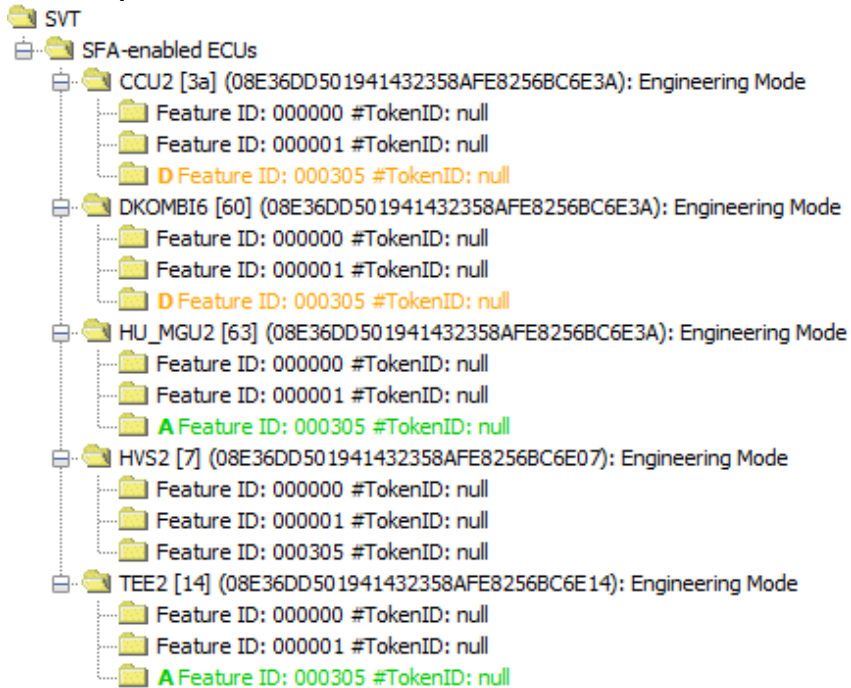 SVT
SFA-enabled ECUs
CCU2 [3a] (08E36DD501941432358AFE8256BC6E3A): Engineering Mode
Feature ID: 000000 #TokenID: null
Feature ID: 000001 #TokenID: null
D Feature ID: 000305 #TokenID: null
DKOMBI6 [60] (08E36DD501941432358AFE8256BC6E3A): Engineering Mode
Feature ID: 000000 #TokenID: null
Feature ID: 000001 #TokenID: null
D Feature ID: 000305 #TokenID: null
HU_MGU2 [63] (08E36DD501941432358AFE8256BC6E3A): Engineering Mode
Feature ID: 000000 #TokenID: null
Feature ID: 000001 #TokenID: null
A Feature ID: 000305 #TokenID: null
HVS2 [7] (08E36DD501941432358AFE8256BC6E07): Engineering Mode
Feature ID: 000000 #TokenID: null
Feature ID: 000001 #TokenID: null
Feature ID: 000305 #TokenID: null
TEE2 [14] (08E36DD501941432358AFE8256BC6E14): Engineering Mode
Feature ID: 000000 #TokenID: null
Feature ID: 000001 #TokenID: null
A Feature ID: 000305 #TokenID: null